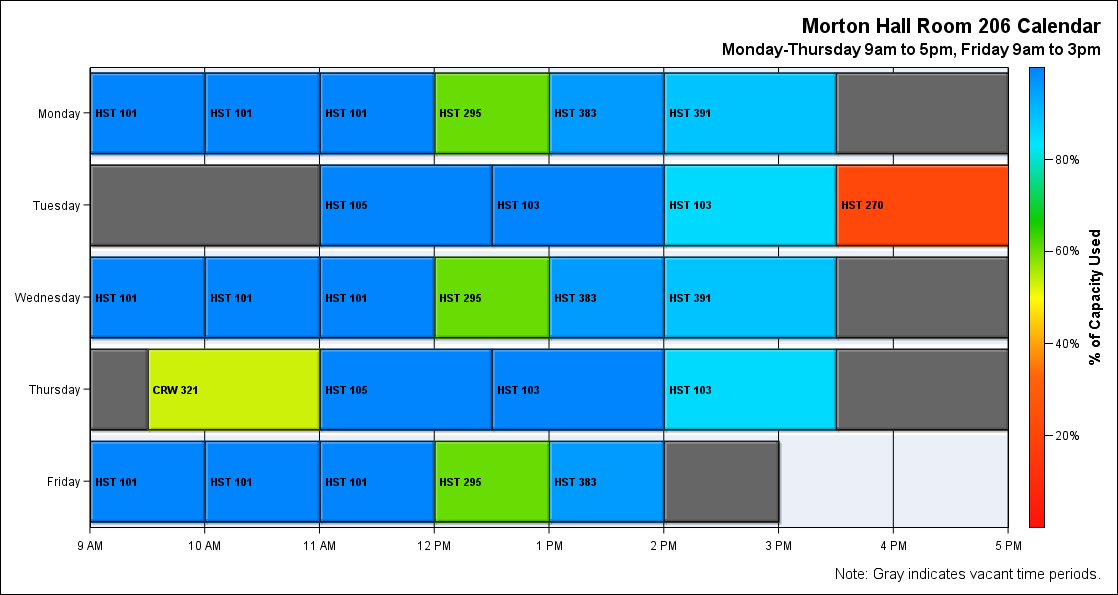 Morton Hall Room 206 Calendar
Monday-Thursday 9am to 5pm, Friday 9am to 3pm
Monday HST 101 HST 101 HST 101 HST 295 HST 383 HST 391
Tuesday HST 105 HST 103 HST 103 HST 270
Wednesday HST 101 HST 101 HST 101 HST 295 HST 383 HST 391
Thursday CRW 321 HST 105 HST 103 HST 103
Friday HST 101 HST 101 HST 101 HST 295 HST 383
9 AM 10 AM 11 AM 12 PM 1 PM 2 PM 3 PM 4 PM 5 PM
80%
60%
40%
20%
% of Capacity Used
Note: Gray indicates vacant time periods.